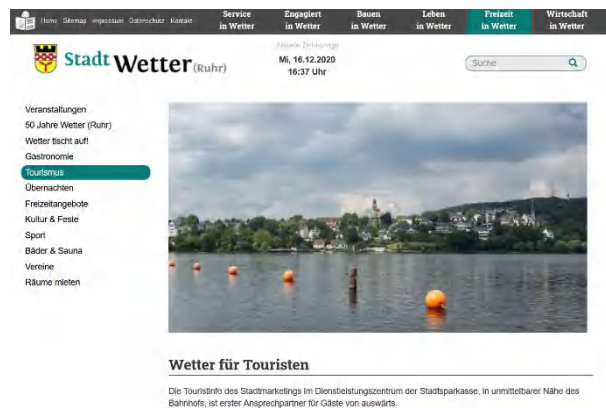 Home Sitemap Impressum Datenschutz Kontakt
Service in Wetter
Engagiert in Wetter
Bauen in Wetter
Leben in Wetter
Freizeit in Wetter
Wirtschaft in Wetter
Stadt Wetter (Ruhr)
Mi, 16.12.2020
16:37 Uhr
Suche
Veranstaltungen
50 Jahre Wetter (Ruhr)
Wetter tischt auf!
Gastronomie
Tourismus
Übernachten
Freizeitangebote
Kultur & Feste
Sport
Bäder & Sauna
Vereine
Räume mieten
Wetter für Touristen
Die Touristinfo des Stadtmarketings im Dienstleistungszentrum der Stadtsparkasse, in unmittelbarer Nähe des
Bahnhofs, ist erster Ansprechpartner für Gäste von auswärts.